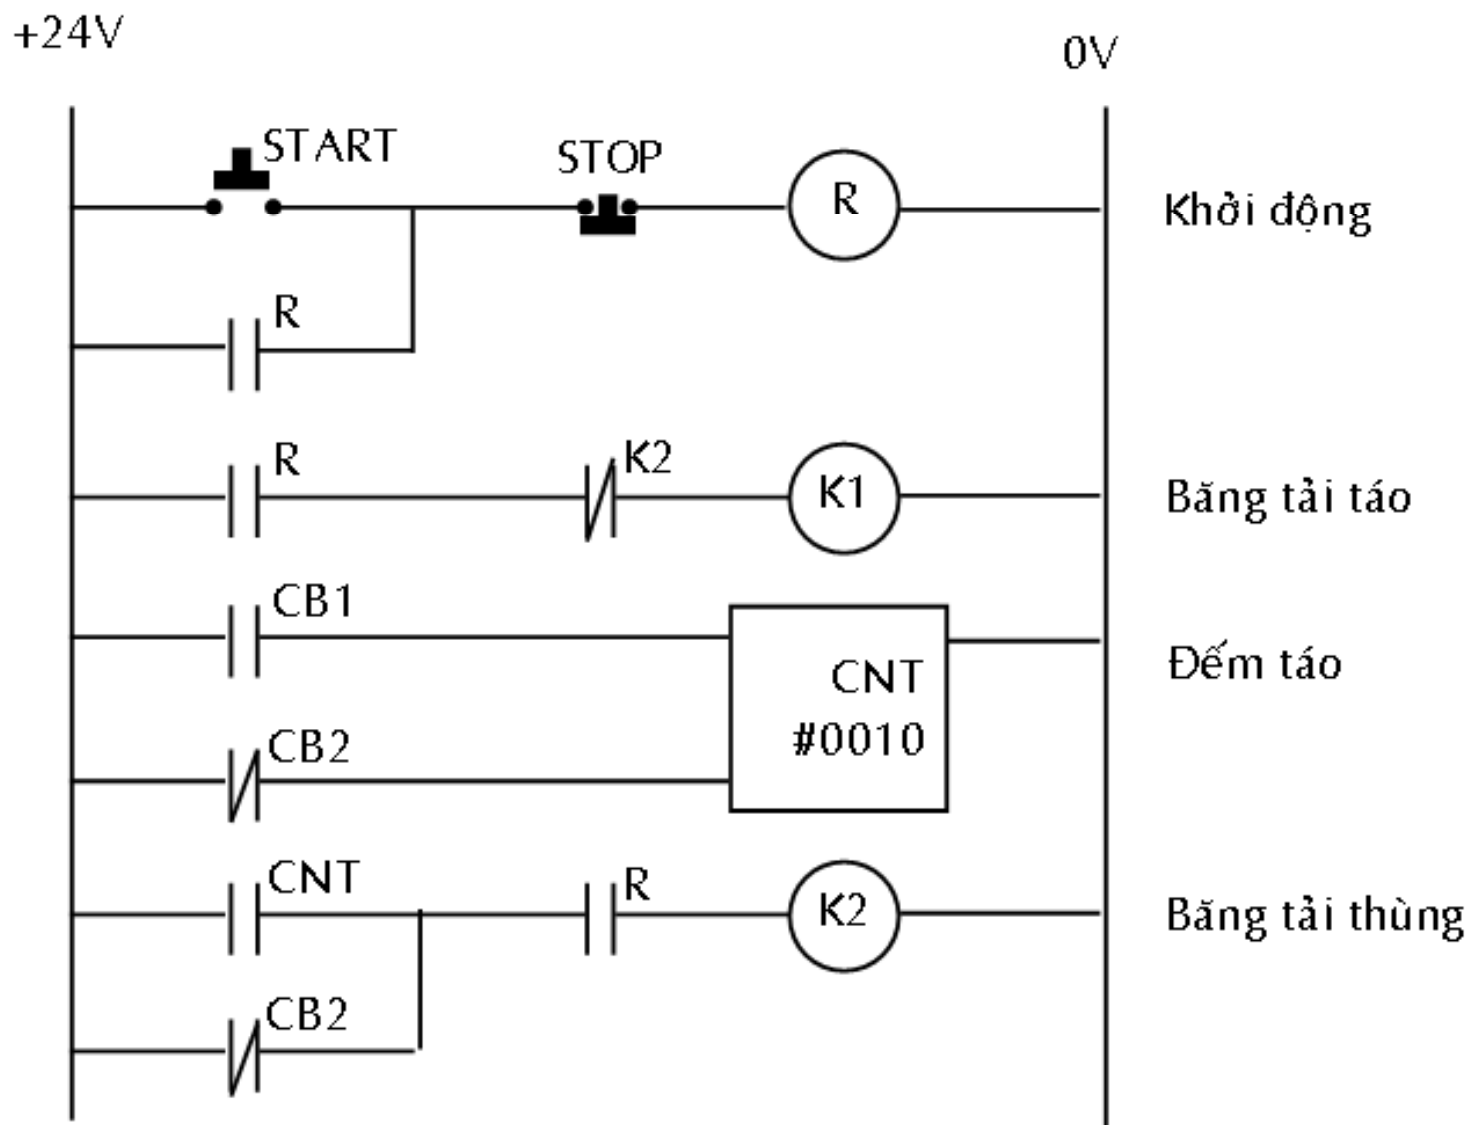 +24V
0V
START
STOP
R
Khởi động
R
R
K2
K1
Băng tải táo
CB1
CNT
#0010
Đếm táo
CB2
CNT
R
K2
Băng tải thùng
CB2